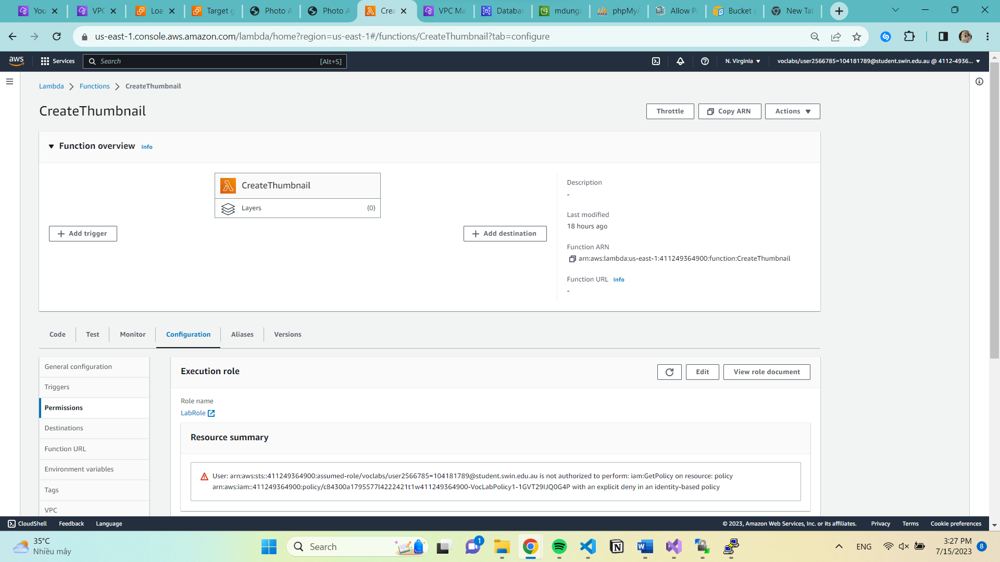 You
VPC
Loa
Target g
Photo A
Photo A
Crea
VPC Ma
Databas
mdung
phpMyA
Allow Pu
Bucket p
New Tab
us-east-1.console.aws.amazon.com/lambda/home?region=us-east-1#/functions/CreateThumbnail?tab=configure
aws
Services
Search
[Alt+S]
N. Virginia
voclabs/user2566785=104181789@student.swin.edu.au @ 4112-4936...
Lambda
Functions
CreateThumbnail
CreateThumbnail
Throttle
Copy ARN
Actions
Function overview Info
CreateThumbnail
Layers (0)
Add trigger
Add destination
Description
-
Last modified
18 hours ago
Function ARN
arn:aws:lambda:us-east-1:411249364900:function:CreateThumbnail
Function URL Info
-
Code
Test
Monitor
Configuration
Aliases
Versions
General configuration
Triggers
Permissions
Destinations
Function URL
Environment variables
Tags
VPC
Execution role
Edit
View role document
Role name
LabRole
Resource summary
User: arn:aws:sts::411249364900:assumed-role/voclabs/user2566785=104181789@student.swin.edu.au is not authorized to perform: iam:GetPolicy on resource: policy
arn:aws:iam::411249364900:policy/c84300a1795577l4222421t1w411249364900-VocLabPolicy1-1GVT29IJQ0G4P with an explicit deny in an identity-based policy
CloudShell
Feedback
Language
© 2023, Amazon Web Services, Inc. or its affiliates.
Privacy
Terms
Cookie preferences
35°C
Nhiều mây
Search
1
ENG
3:27 PM
7/15/2023
8